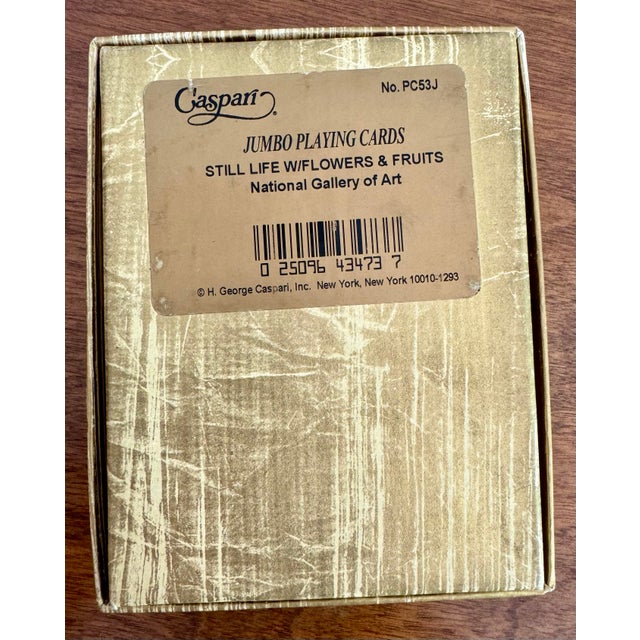 Caspari®
No. PC53J
JUMBO PLAYING CARDS
STILL LIFE W/FLOWERS & FRUITS
National Gallery of Art
0 25096 43473 7
© H. George Caspari, Inc. New York, New York 10010-1293